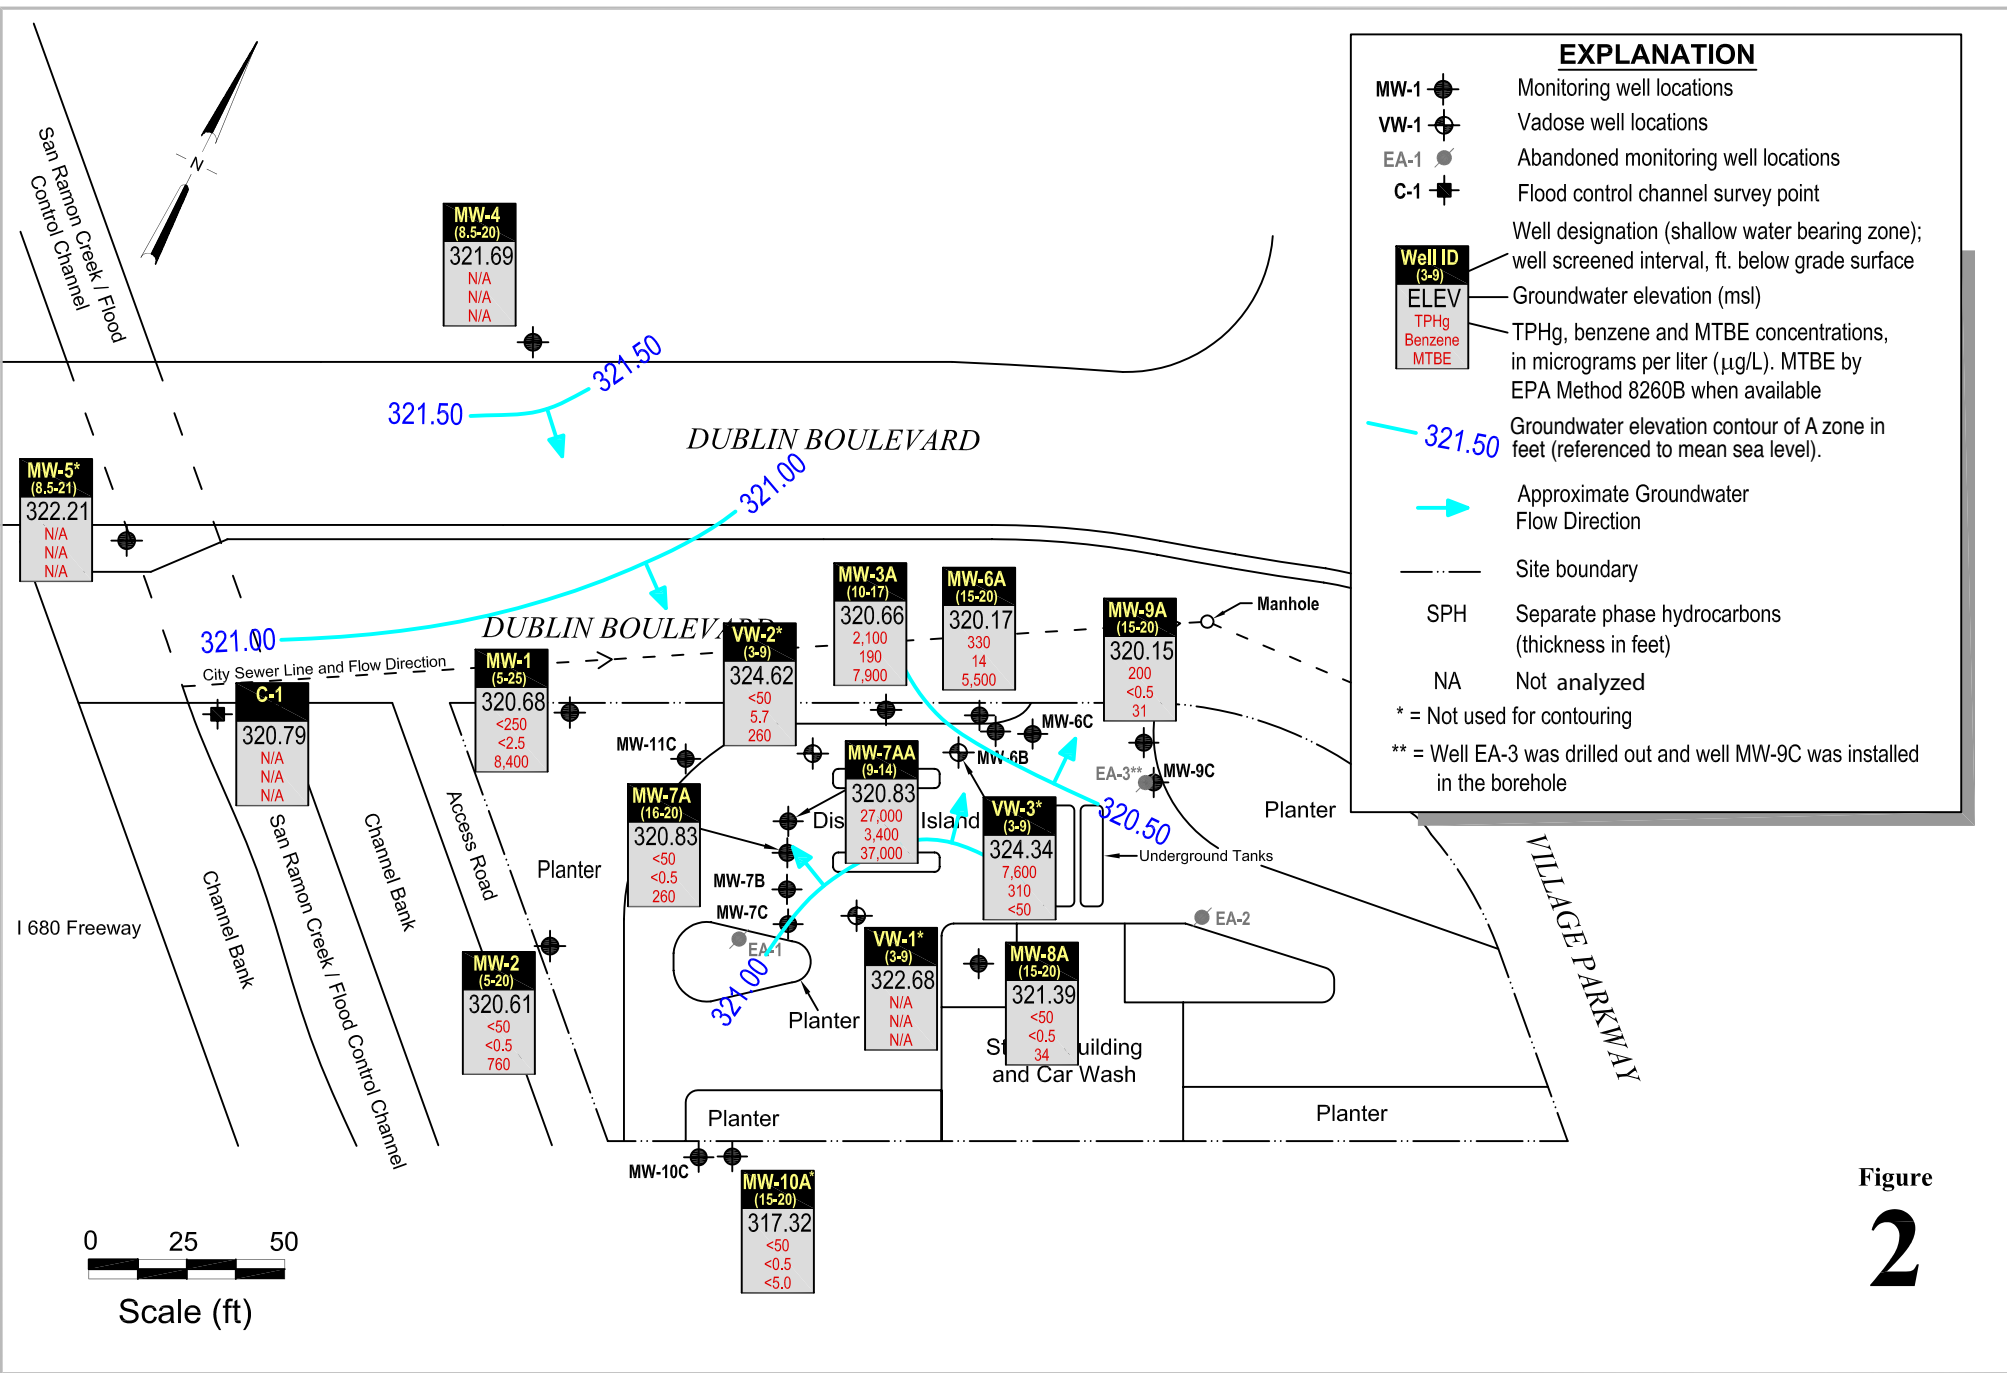 San Ramon Creek / Flood
Control Channel
N
MW-4
(8.5-20)
321.69
N/A
N/A
N/A
321.50
321.50
DUBLIN BOULEVARD
321.00
MW-5*
(8.5-21)
322.21
N/A
N/A
N/A
321.00
DUBLIN BOULEVARD
City Sewer Line and Flow Direction
C-1
320.79
N/A
N/A
N/A
MW-1
(5-25)
320.68
<250
<2.5
8,400
VW-2*
(3-9)
324.62
<50
5.7
260
MW-3A
(10-17)
320.66
2,100
190
7,900
MW-6A
(15-20)
320.17
330
14
5,500
MW-9A
(15-20)
320.15
200
<0.5
31
Manhole
MW-11C
MW-6C
MW-6B
EA-3**
MW-9C
MW-7AA
(9-14)
320.83
27,000
3,400
37,000
MW-7A
(16-20)
320.83
<50
<0.5
260
VW-3*
(3-9)
324.34
7,600
310
<50
Island
320.50
Planter
Underground Tanks
Planter
MW-7B
MW-7C
EA-1
321.00
Planter
EA-2
VW-1*
(3-9)
322.68
N/A
N/A
N/A
MW-8A
(15-20)
321.39
<50
<0.5
34
and Car Wash
MW-2
(5-20)
320.61
<50
<0.5
760
I 680 Freeway
Channel Bank
San Ramon Creek / Flood Control Channel
Channel Bank
Access Road
Planter
Planter
MW-10C
MW-10A*
(15-20)
317.32
<50
<0.5
<5.0
VILLAGE PARKWAY
0 25 50
Scale (ft)
EXPLANATION
MW-1 Monitoring well locations
VW-1 Vadose well locations
EA-1 Abandoned monitoring well locations
C-1 Flood control channel survey point
Well ID
(3-9)
ELEV
TPHg
Benzene
MTBE
Well designation (shallow water bearing zone);
well screened interval, ft. below grade surface
Groundwater elevation (msl)
TPHg, benzene and MTBE concentrations,
in micrograms per liter (µg/L). MTBE by
EPA Method 8260B when available
321.50
Groundwater elevation contour of A zone in
feet (referenced to mean sea level).
Approximate Groundwater
Flow Direction
Site boundary
SPH Separate phase hydrocarbons
(thickness in feet)
NA Not analyzed
* = Not used for contouring
** = Well EA-3 was drilled out and well MW-9C was installed
in the borehole
Figure
2